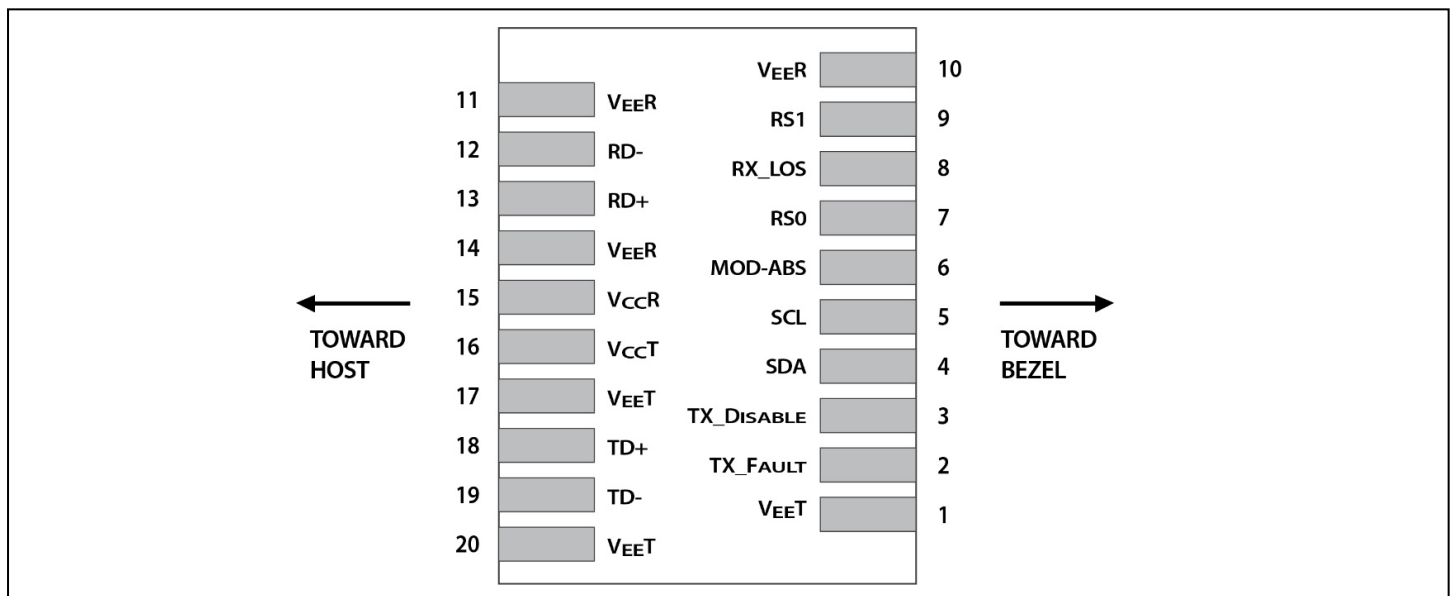 VEER 10
11 VEER
RS1 9
12 RD-
RX_LOS 8
13 RD+
RS0 7
14 VEER
MOD-ABS 6
15 VCCR
SCL 5
TOWARD
HOST
16 VCCT
SDA 4
TOWARD
BEZEL
17 VEET
TX_DISABLE 3
18 TD+
TX_FAULT 2
19 TD-
VEET 1
20 VEET